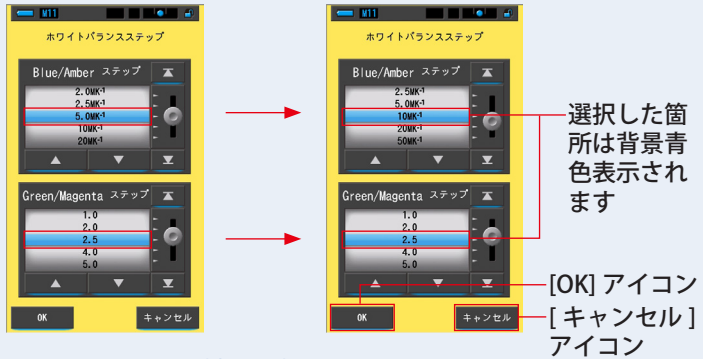 M11
ホワイトバランスステップ
Blue/Amber ステップ
2.0MK-1
2.5MK-1
5.0MK-1
10MK-1
20MK-1
Green/Magenta ステップ
1.0
2.0
2.5
4.0
5.0
OK
キャンセル
M11
ホワイトバランスステップ
Blue/Amber ステップ
2.5MK-1
5.0MK-1
10MK-1
20MK-1
50MK-1
Green/Magenta ステップ
1.0
2.0
2.5
4.0
5.0
OK
キャンセル
選択した箇
所は背景青
色表示され
ます
[OK] アイコン
[ キャンセル ]
アイコン